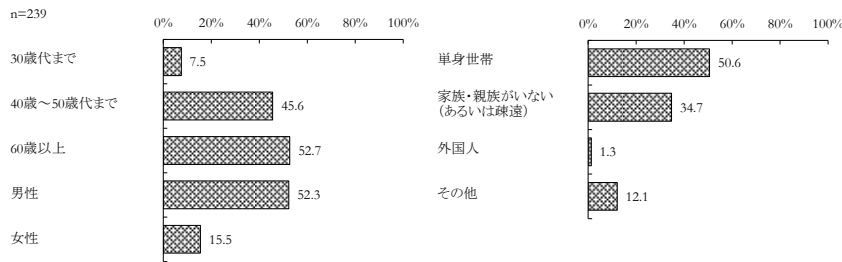 n=239
0% 20% 40% 60% 80% 100%
30歳代まで 7.5
40歳～50歳代まで 45.6
60歳以上 52.7
男性 52.3
女性 15.5
0% 20% 40% 60% 80% 100%
単身世帯 50.6
家族・親族がいない
（あるいは疎遠） 34.7
外国人 1.3
その他 12.1